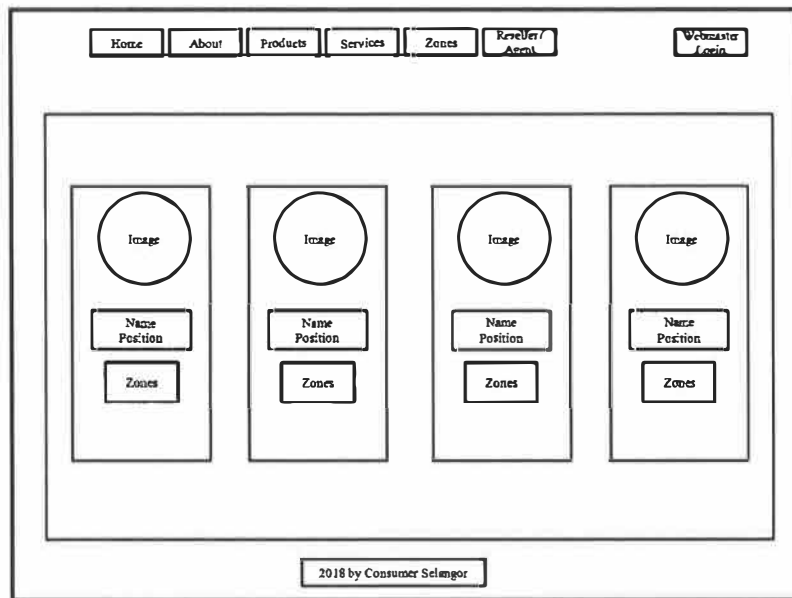 Home About Products Services Zones Reseller/ Webmaster
Agent Login
Image Image Image Image
Name Name Name Name
Position Position Position Position
Zones Zones Zones Zones
2018 by Consumer Selangor